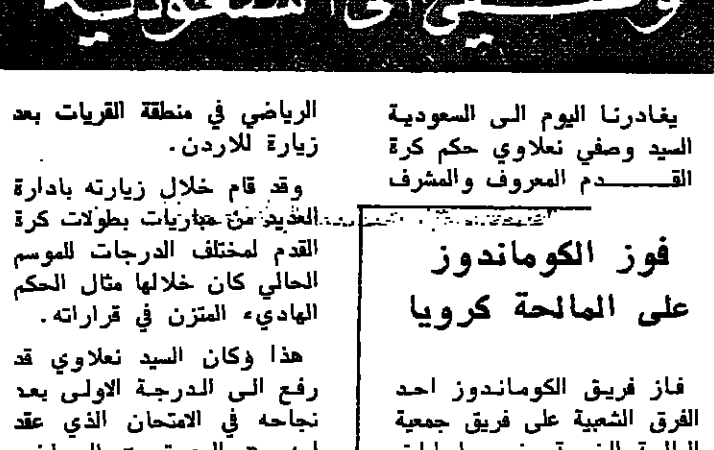 يغادرنا اليوم الى السعودية
السيد وصفي نعلاوي حكم كرة
القــــــدم المعروف والمشرف
الرياضي في منطقة القريات بعد
زيارة للاردن.
وقد قام خلال زيارته بادارة
العديد من مباريات بطولات كرة
القدم لمختلف الدرجات للموسم
الحالي كان خلالها مثال الحكم
الهاديء المتزن في قراراته.
هذا وكان السيد نعلاوي قد
رفع الى الدرجة الاولى بعد
نجاحه في الامتحان الذي عقد
فوز الكوماندوز
على المالحة كرويا
فاز فريق الكوماندوز احد
الفرق الشعبية على فريق جمعية